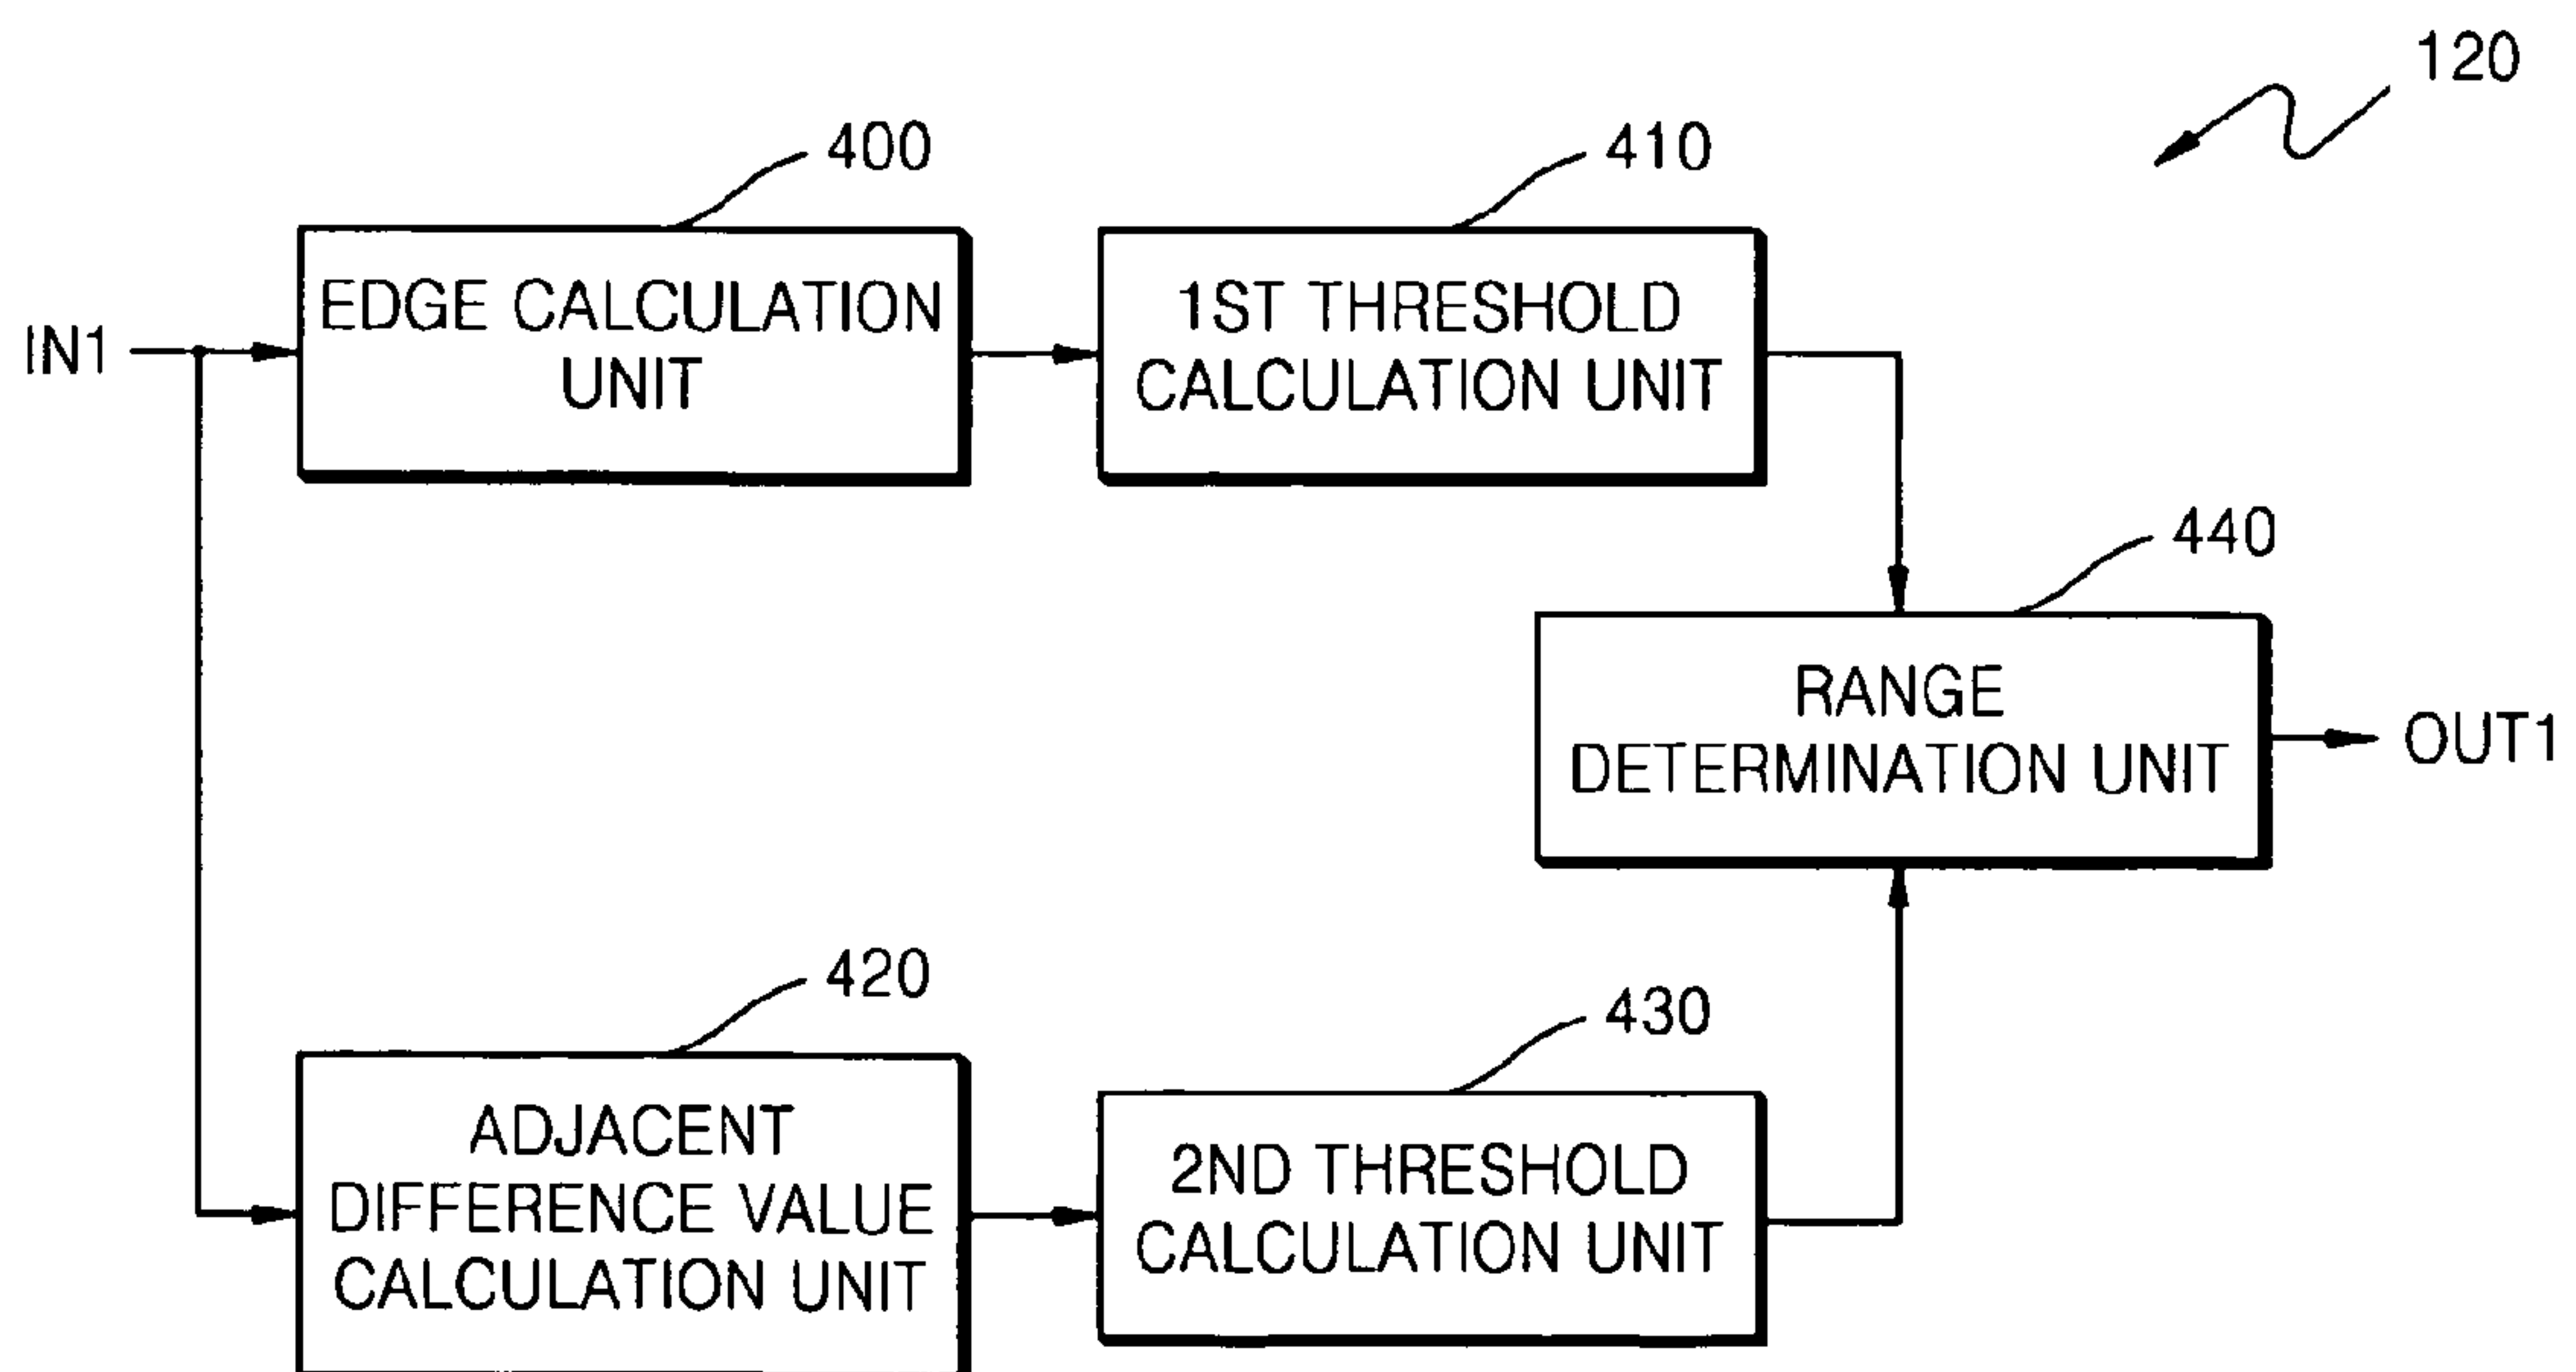 120
400
410
IN1
EDGE CALCULATION
UNIT
1ST THRESHOLD
CALCULATION UNIT
440
RANGE
DETERMINATION UNIT
OUT1
420
430
ADJACENT
DIFFERENCE VALUE
CALCULATION UNIT
2ND THRESHOLD
CALCULATION UNIT